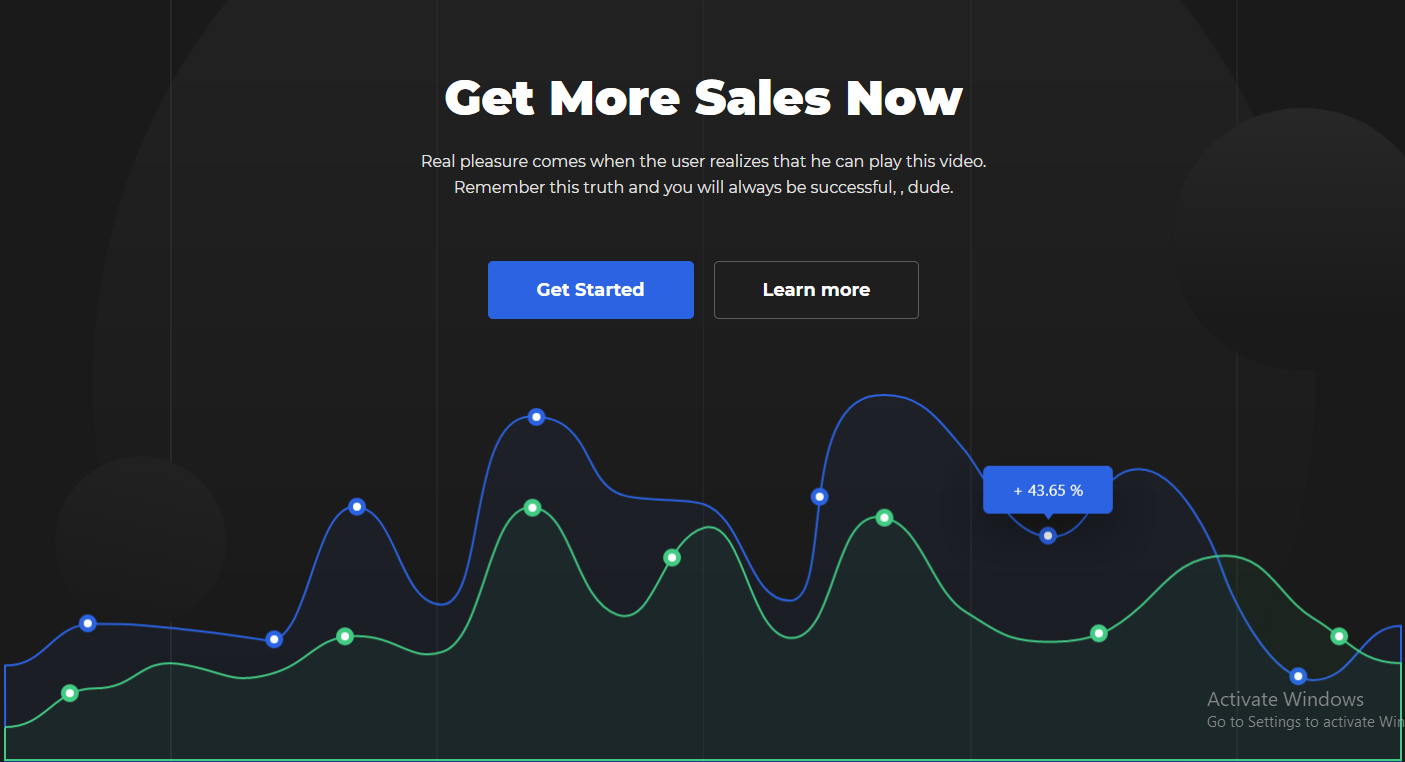 Get More Sales Now
Real pleasure comes when the user realizes that he can play this video.
Remember this truth and you will always be successful, , dude.
Get Started
Learn more
+ 43.65 %
Activate Windows
Go to Settings to activate Win